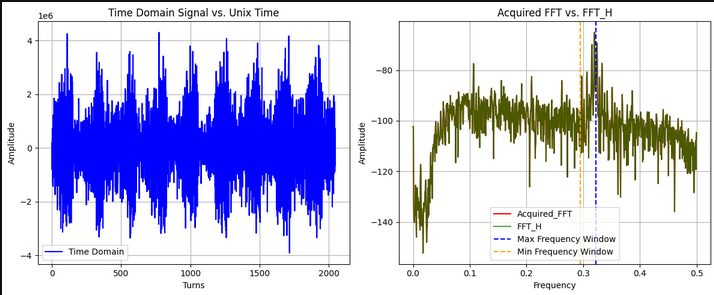 Time Domain Signal vs. Unix Time
1e6
4
2
0
−2
−4
Amplitude
Time Domain
0
500
1000
1500
2000
Turns
Acquired FFT vs. FFT_H
−80
−100
−120
−140
Amplitude
Acquired_FFT
FFT_H
Max Frequency Window
Min Frequency Window
0.0
0.1
0.2
0.3
0.4
0.5
Frequency